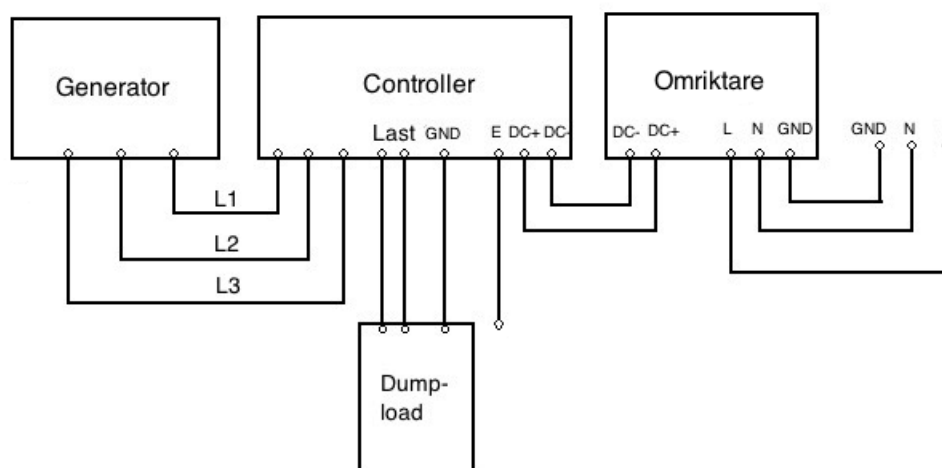 Generator
Controller
Omriktare
Last GND E DC+ DC-
DC- DC+ L N GND
GND N
L1
L2
L3
Dump-
load